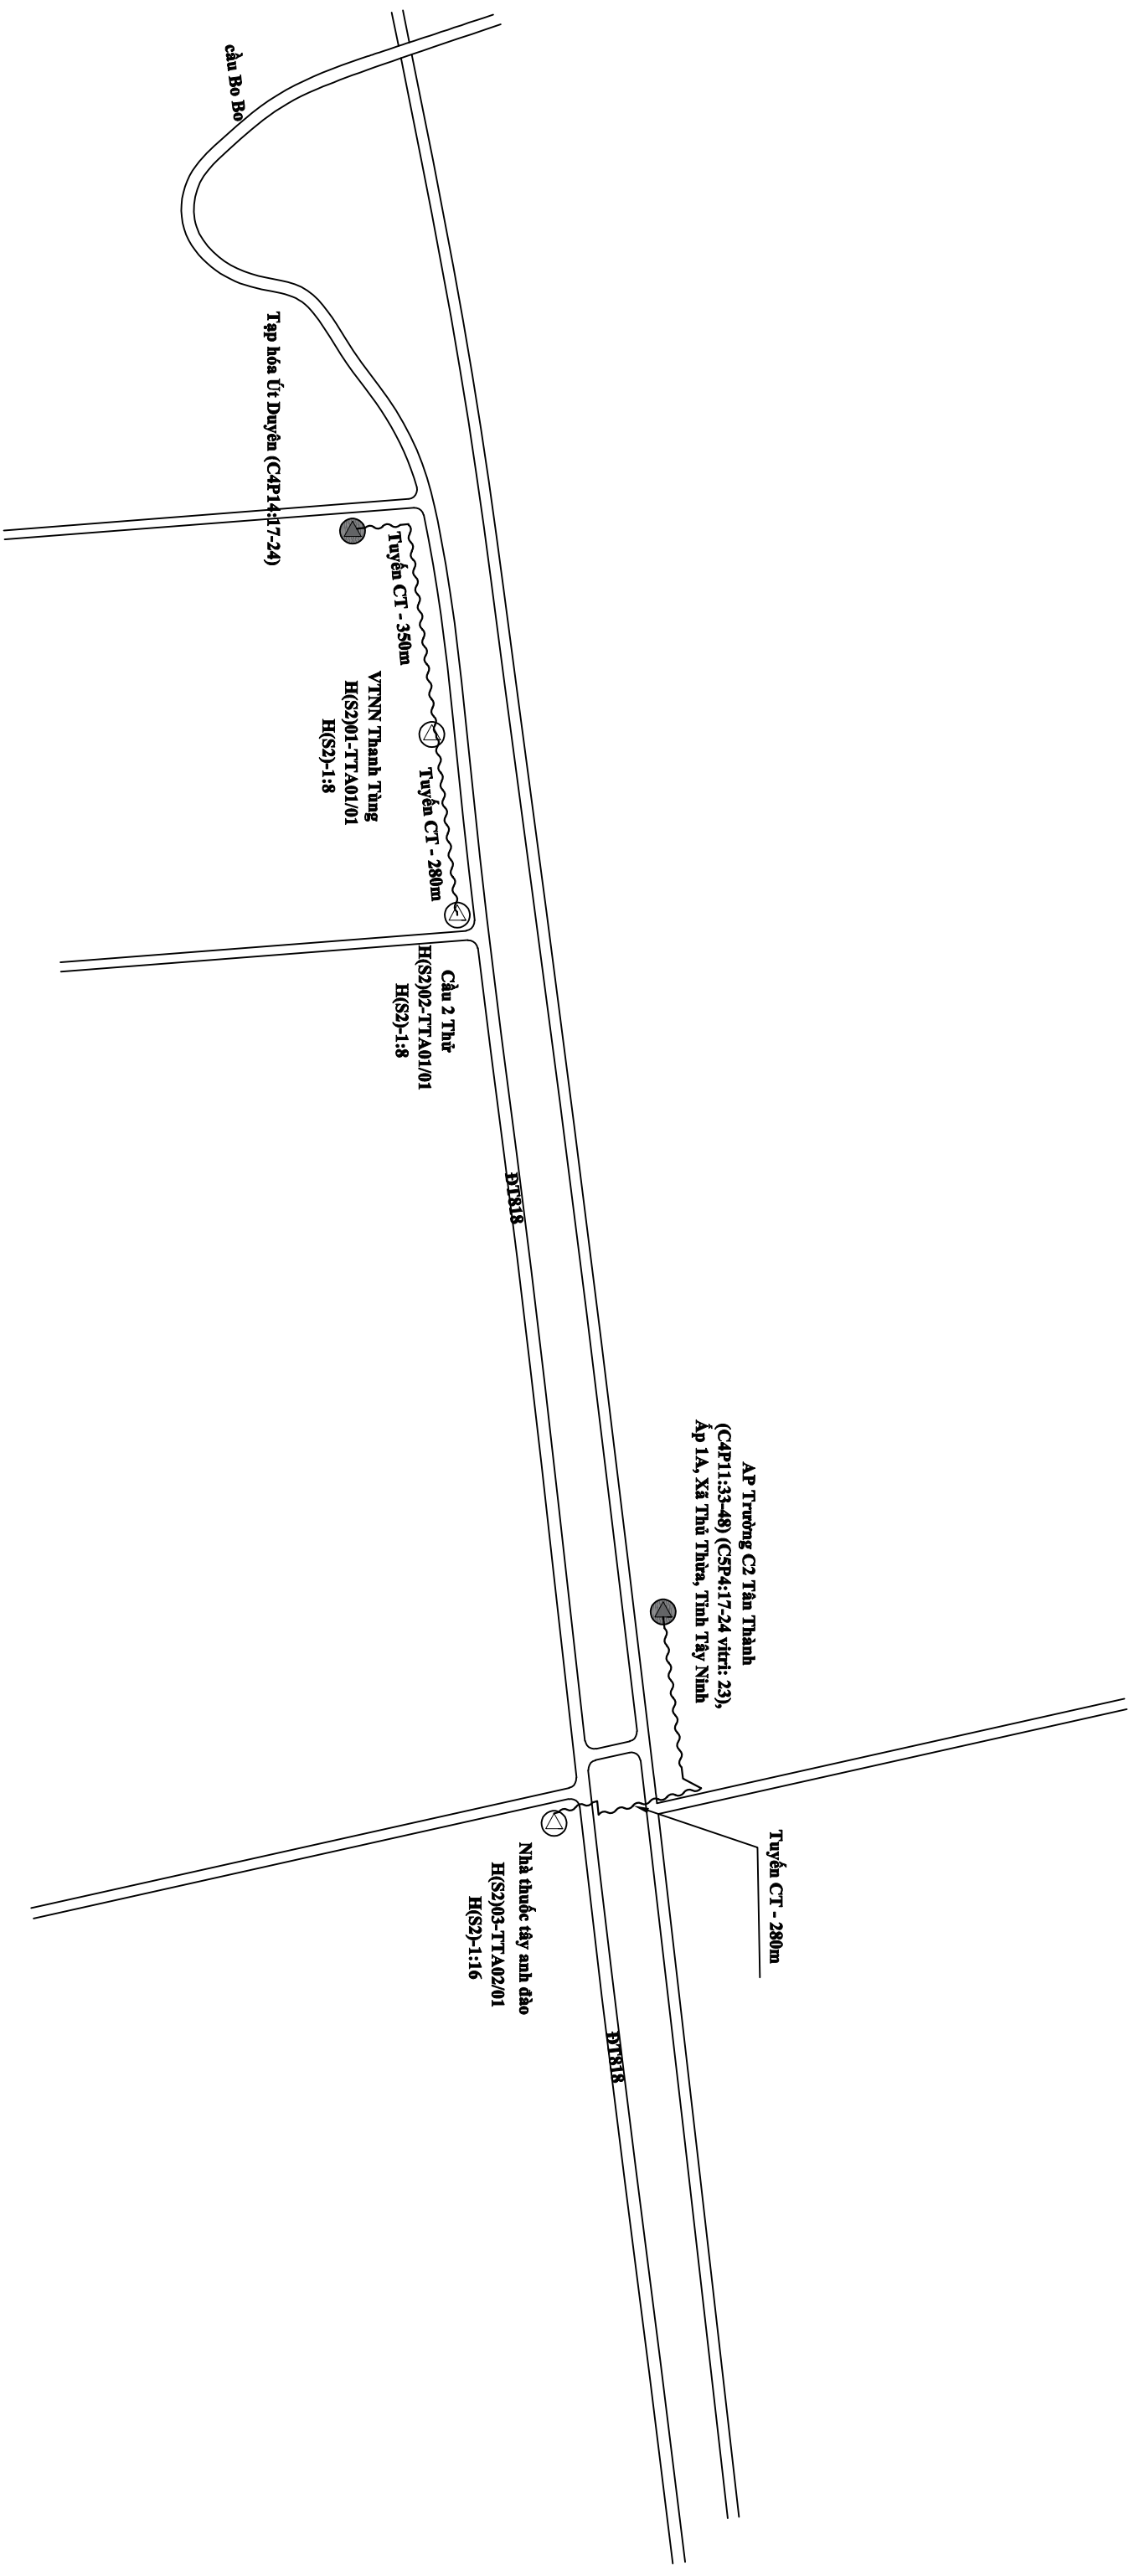 cầu Bo Bo
Tạp hóa Út Duyên (C4P14:17-24)
Tuyến CT - 350m
VTNN Thanh Tùng
H(S2)01-TTA01/01
H(S2)-1:8
Tuyến CT - 280m
Cầu 2 Thử
H(S2)02-TTA01/01
H(S2)-1:8
ĐT818
AP Trường C2 Tân Thành
(C4P11:33-48) (C5P4:17-24 vitri: 23),
Ấp 1A, Xã Thủ Thừa, Tỉnh Tây Ninh
Tuyến CT - 280m
Nhà thuốc tây anh đào
H(S2)03-TTA02/01
H(S2)-1:16
ĐT818